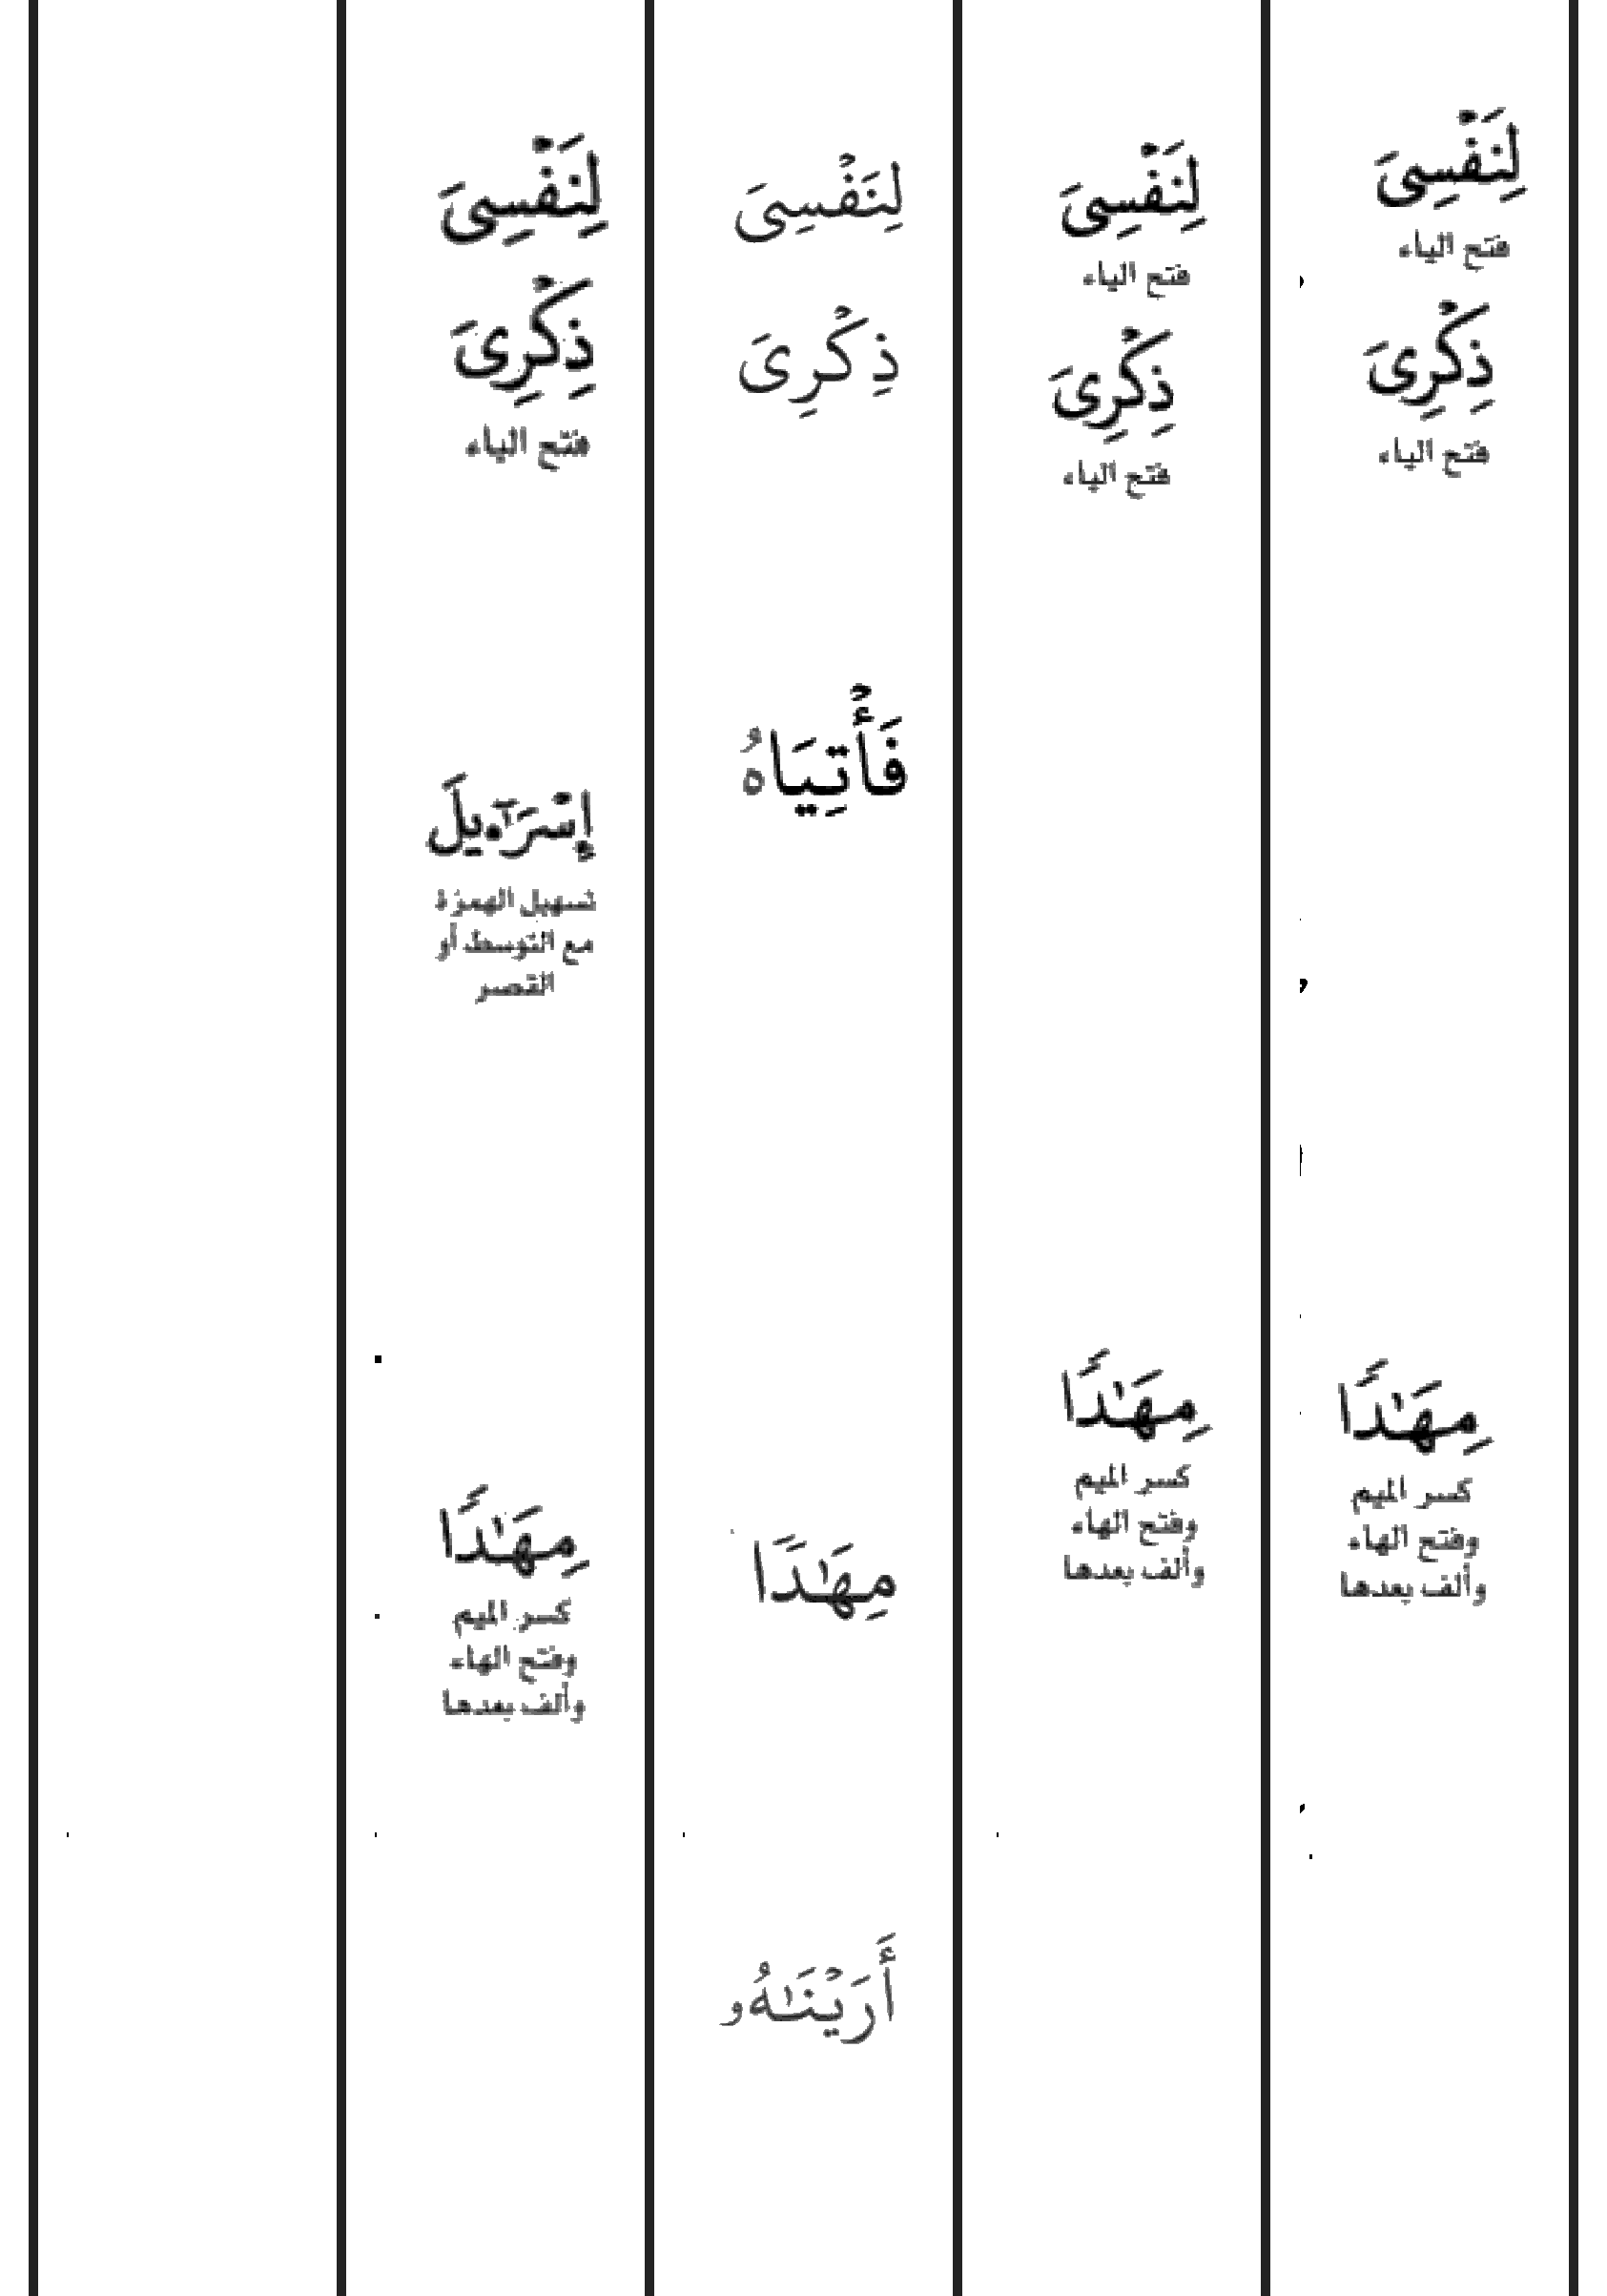 لِنَفْسِيَ
فتح الياء
ذِكْرِيَ
فتح الياء
مِهَٰدًا
كسر الميم
وفتح الهاء
وألف بعدها
لِنَفْسِيَ
فتح الياء
ذِكْرِيَ
فتح الياء
مِهَٰدًا
كسر الميم
وفتح الهاء
وألف بعدها
لِنَفْسِيَ
ذِكْرِيَ
فَأْتِيَاهُو
مِهَٰدًا
أَرَيْنَٰهُو
لِنَفْسِيَ
ذِكْرِيَ
فتح الياء
إِسْرَآءِيلَ
تسهيل الهمزة
مع التوسط أو
القصر
مِهَٰدًا
كسر الميم
وفتح الهاء
وألف بعدها